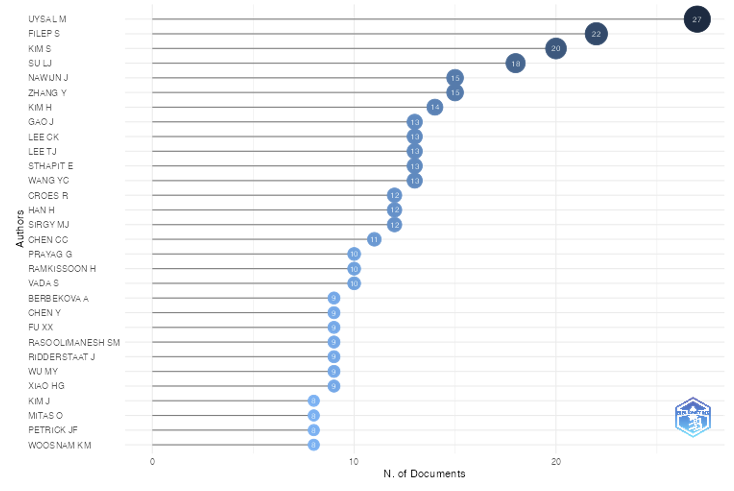 UYSAL M 27
FILEP S 22
KIM S 20
SU LJ 18
NAWIJN J 15
ZHANG Y 15
KIM H 14
GAO J 13
LEE CK 13
LEE TJ 13
STHAPIT E 13
WANG YC 13
CROES R 12
HAN H 12
SIRGY MJ 12
CHEN CC 11
PRAYAG G 10
RAMKISSOON H 10
VADA S 10
BERBEKOVA A 9
CHEN Y 9
FU XX 9
RASOOLIMANESH SM 9
RIDDERSTAAT J 9
WU MY 9
XIAO HG 9
KIM J 8
MITAS O 8
PETRICK JF 8
WOOSNAM KM 8
Authors
0 10 20
N. of Documents